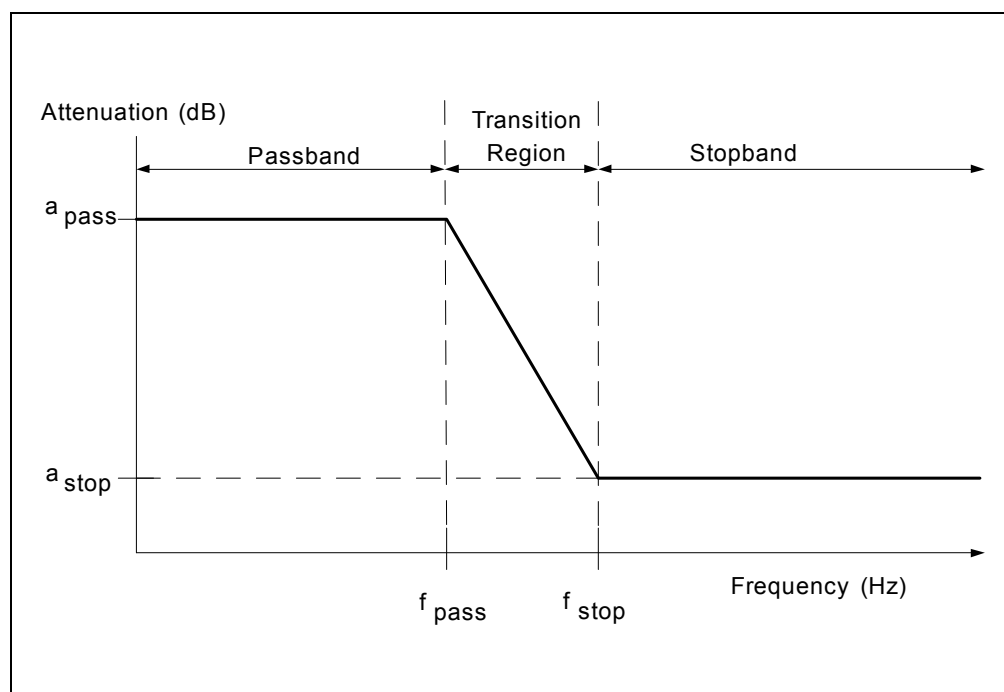 Attenuation (dB)
Transition
Region
Passband
Stopband
a pass
a stop
f pass
f stop
Frequency (Hz)